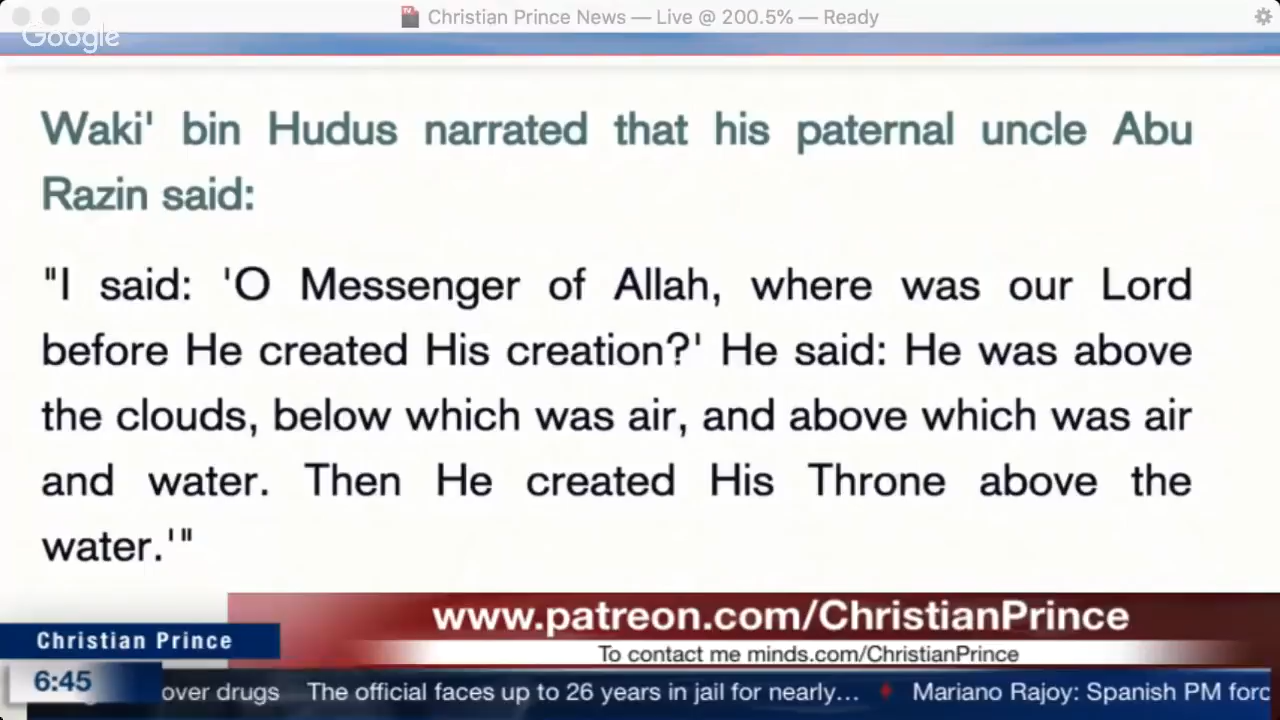 Christian Prince News — Live @ 200.5% — Ready
Google
Waki' bin Hudus narrated that his paternal uncle Abu
Razin said:
"I said: 'O Messenger of Allah, where was our Lord
before He created His creation?' He said: He was above
the clouds, below which was air, and above which was air
and water. Then He created His Throne above the
water.'"
www.patreon.com/ChristianPrince
Christian Prince
To contact me minds.com/ChristianPrince
6:45
over drugs The official faces up to 26 years in jail for nearly... ♦ Mariano Rajoy: Spanish PM forc